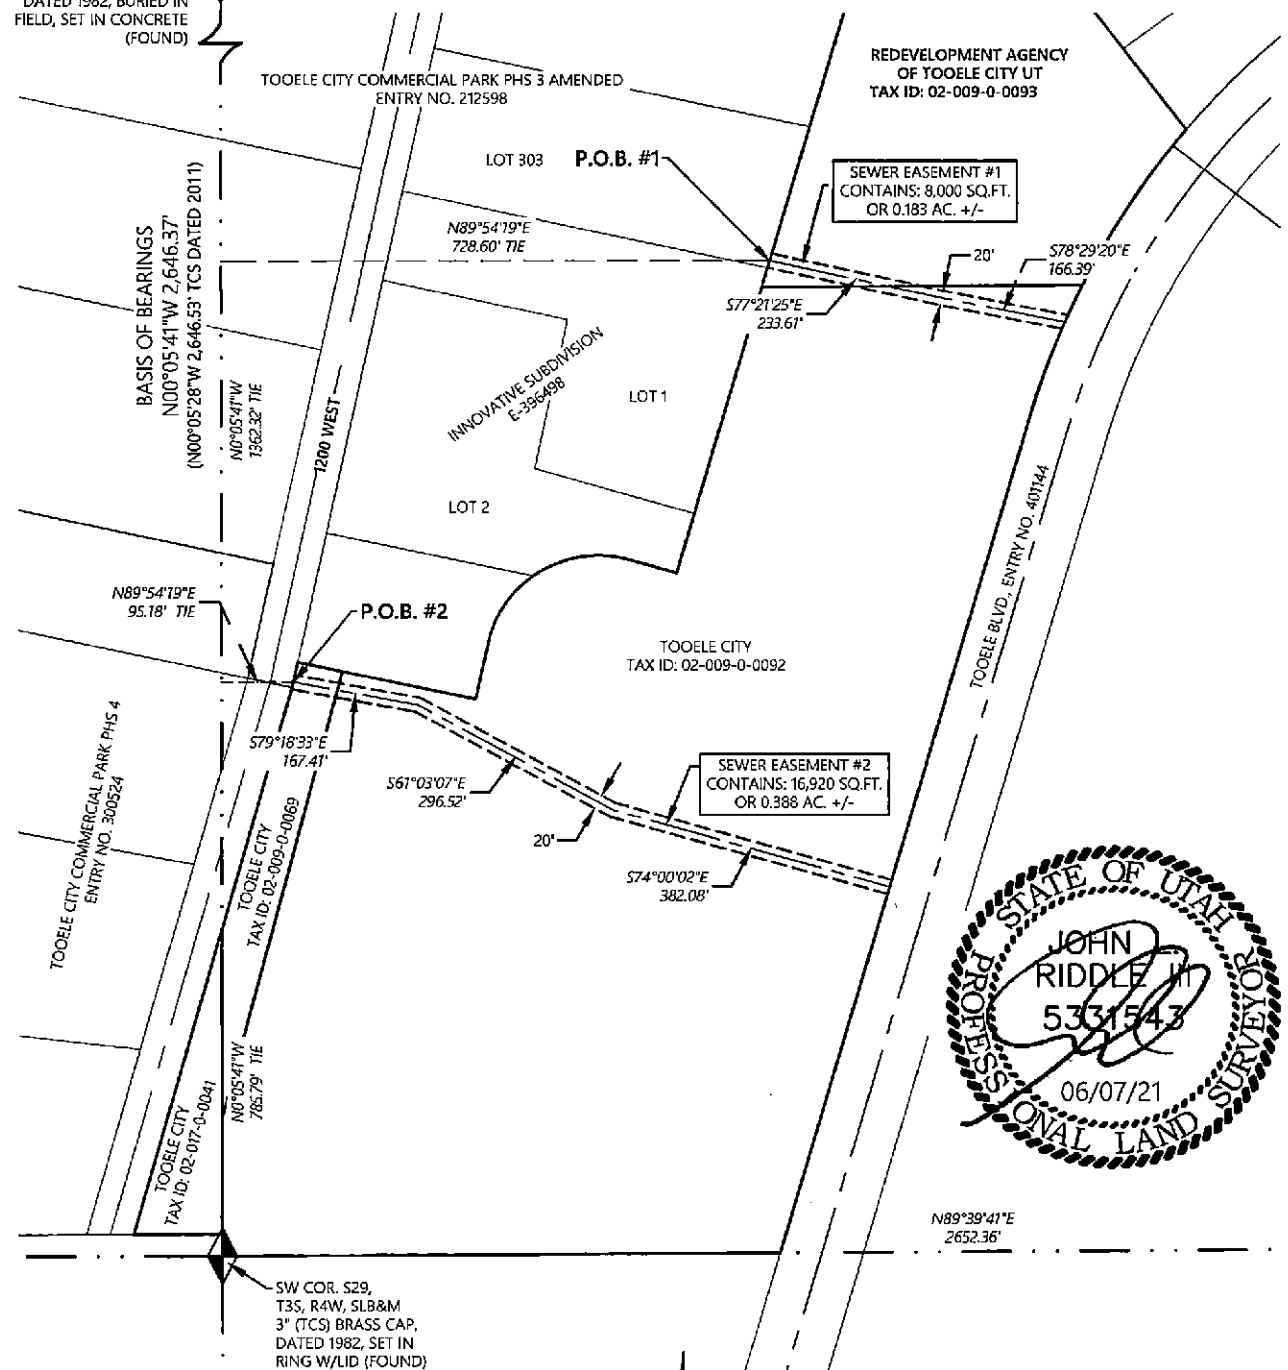 DATED 1982, BURIED IN
FIELD, SET IN CONCRETE
(FOUND)
TOOELE CITY COMMERCIAL PARK PHS 3 AMENDED
ENTRY NO. 212598
REDEVELOPMENT AGENCY
OF TOOELE CITY UT
TAX ID: 02-009-0-0093
LOT 303
P.O.B. #1
SEWER EASEMENT #1
CONTAINS: 8,000 SQ.FT.
OR 0.183 AC. +/-
N89°54'19"E
728.60' TIE
20'
S78°29'20"E
166.39'
S77°21'25"E
233.61'
BASIS OF BEARINGS
N00°05'41"W 2,646.37'
(N00°05'28"W 2,646.53' TCS DATED 2011)
N0°05'41"W
1362.32' TIE
1200 WEST
INNOVATIVE SUBDIVISION
E-396498
LOT 1
LOT 2
TOOELE BLVD., ENTRY NO. 401144
N89°54'19"E
95.18' TIE
P.O.B. #2
TOOELE CITY
TAX ID: 02-009-0-0092
S79°18'33"E
167.41'
S61°03'07"E
296.52'
SEWER EASEMENT #2
CONTAINS: 16,920 SQ.FT.
OR 0.388 AC. +/-
20'
S74°00'02"E
382.08'
TOOELE CITY COMMERCIAL PARK PHS 4
ENTRY NO. 300524
TOOELE CITY
TAX ID: 02-009-0-0069
N0°05'41"W
785.79' TIE
TOOELE CITY
TAX ID: 02-017-0-0041
STATE OF UTAH
JOHN
RIDDLE III
5331543
06/07/21
PROFESSIONAL LAND SURVEYOR
N89°39'41"E
2652.36'
SW COR. S29,
T3S, R4W, SLB&M
3" (TCS) BRASS CAP,
DATED 1982, SET IN
RING W/LID (FOUND)